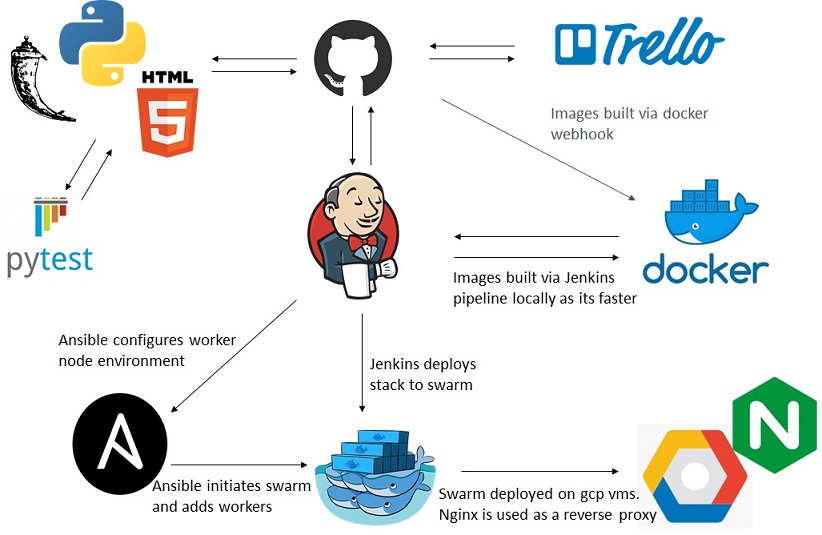 HTML
5
Trello
Images built via docker
webhook
pytest
docker
Images built via Jenkins
pipeline locally as its faster
Ansible configures worker
node environment
Jenkins deploys
stack to swarm
A
N
Ansible initiates swarm
and adds workers
Swarm deployed on gcp vms.
Nginx is used as a reverse proxy